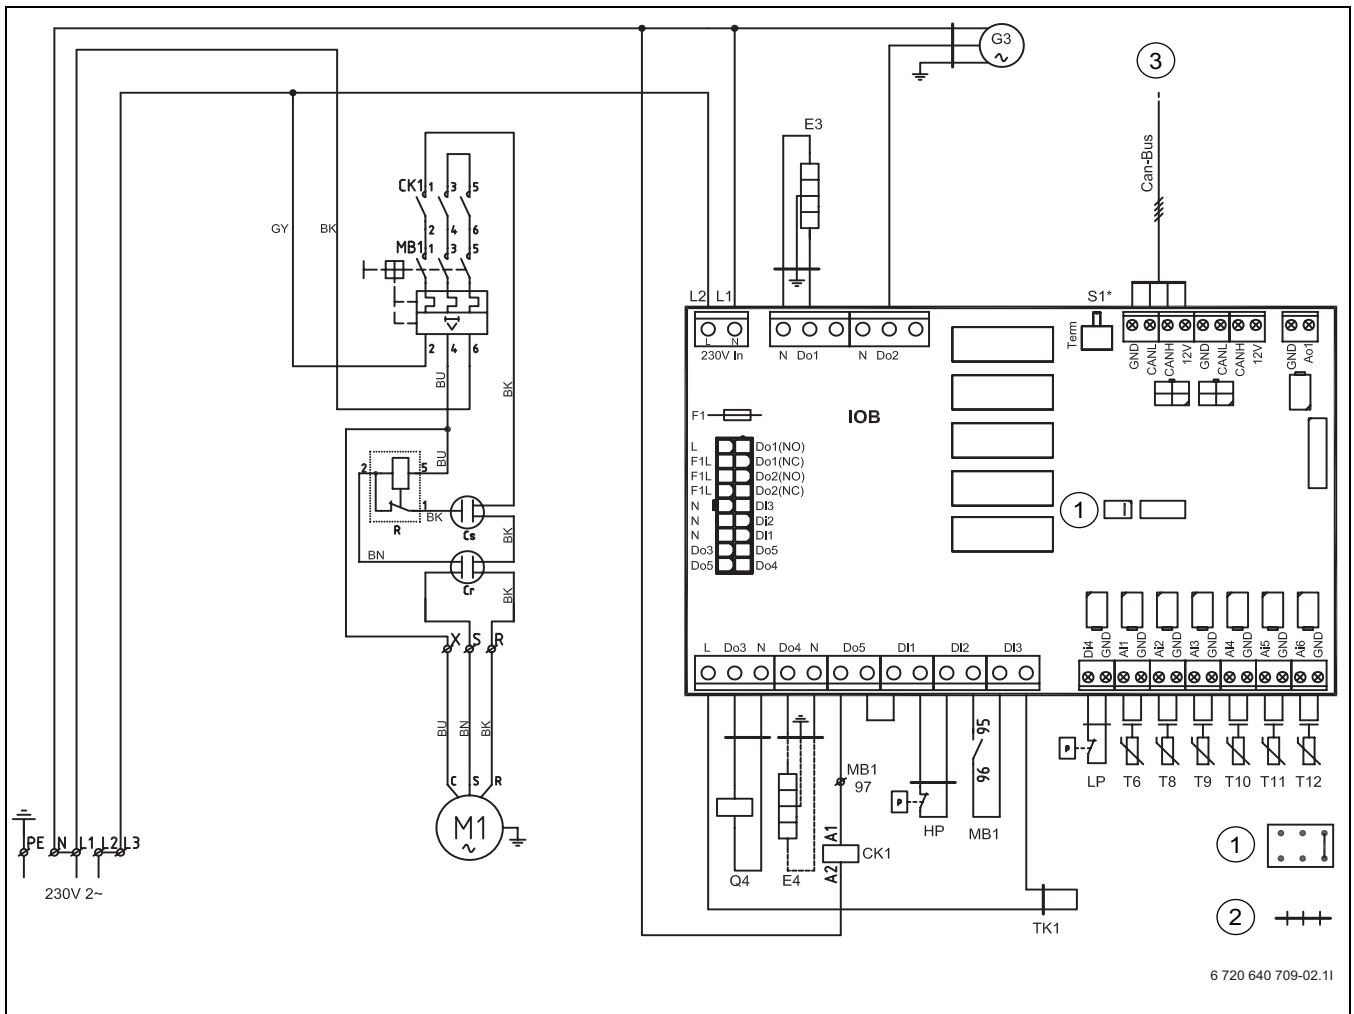 G3
3
E3
Can-Bus
CK1 1 3 5
GY BK
2 4 6
MB1 1 3 5
L2 L1
S1*
Term
L N
230V In
N Do1
N Do2
GND CANL CANH 12V GND CANL CANH 12V
GND Ao1
2 4 6
BU
BK
F1
IOB
L Do1(NO)
F1L Do1(NC)
F1L Do2(NO)
F1L Do2(NC)
N DI3
N Di2
N DI1
Do3 Do5
Do5 Do4
BU
2 5
1 1
R
BK
Cs
BK
BN
Cr
BK
1
X S R
L Do3 N Do4 N Do5 DI1 DI2 DI3
Di4 GND AI1 GND Ai2 GND AI3 GND AI4 GND Ai5 GND Ai6 GND
BU BN BK
C S R
M1
95
96
MB1
97
P
HP
MB1
P
LP T6 T8 T9 T10 T11 T12
A1
CK1
A2
Q4
E4
TK1
PE N L1 L2 L3
230V 2~
1
2
6 720 640 709-02.1I